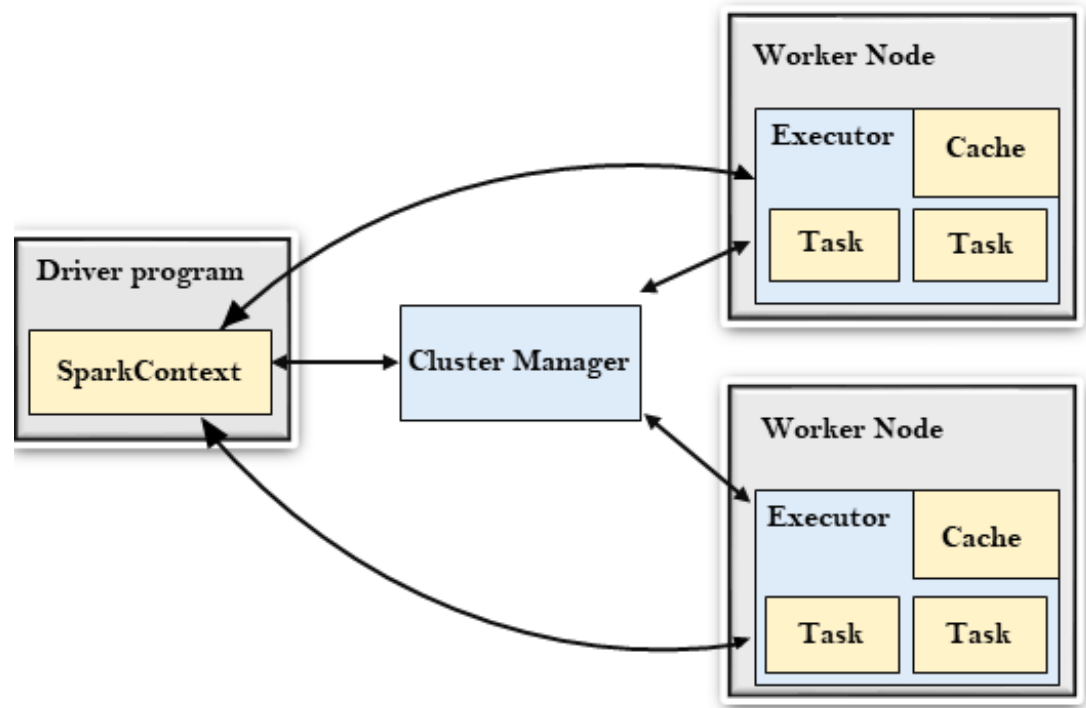 Driver program
SparkContext
Cluster Manager
Worker Node
Executor
Cache
Task
Task
Worker Node
Executor
Cache
Task
Task